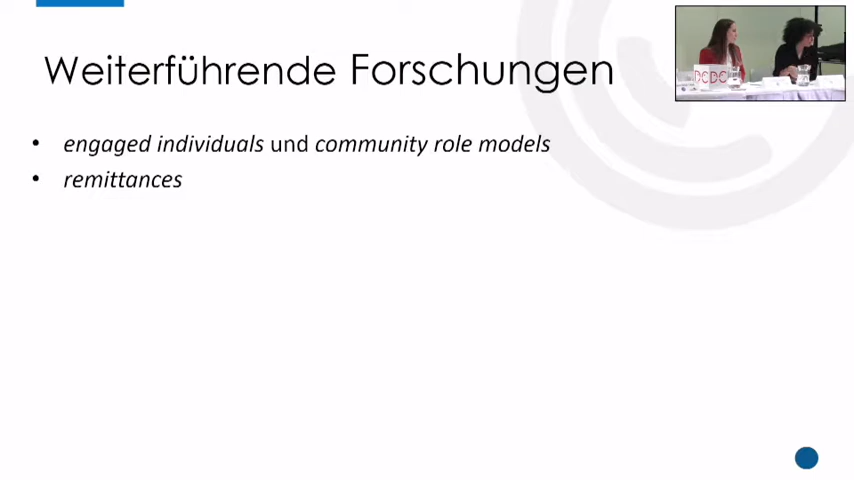 Weiterführende Forschungen
• engaged individuals und community role models
• remittances